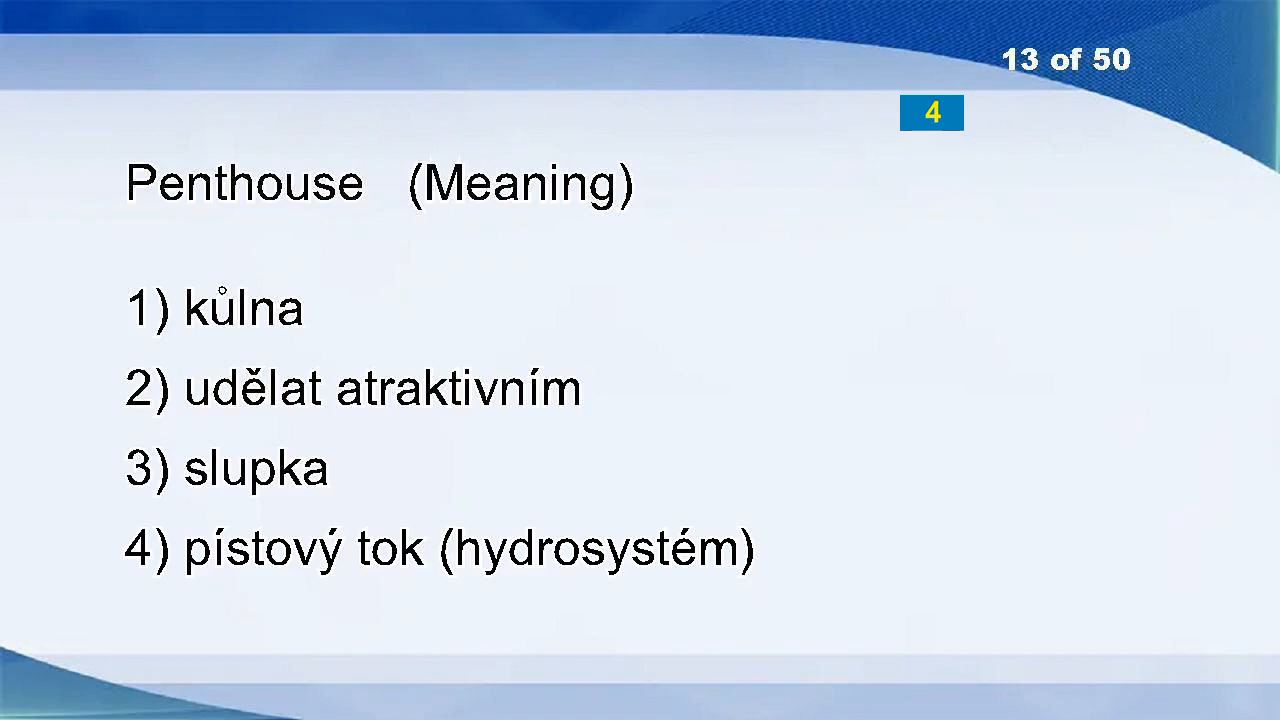 13 of 50
4
Penthouse (Meaning)
1) kůlna
2) udělat atraktivním
3) slupka
4) pístový tok (hydrosystém)